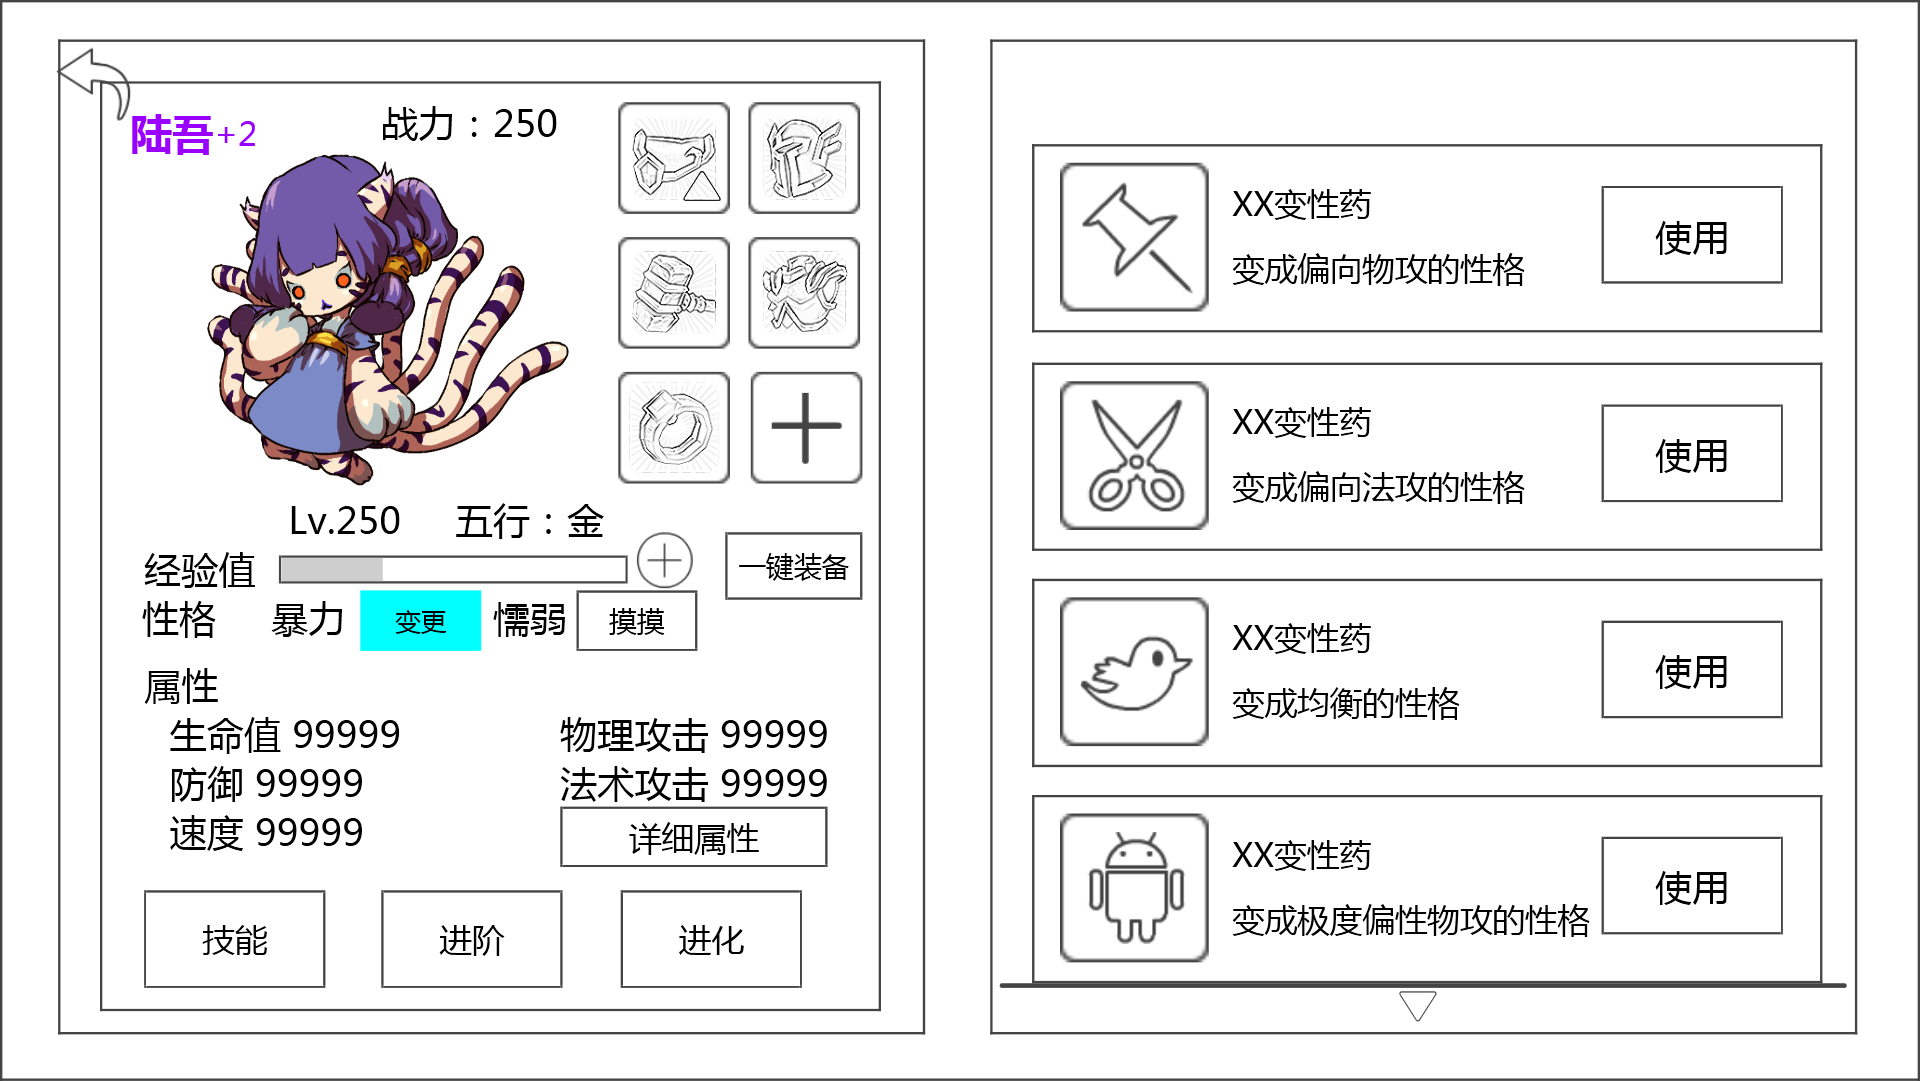 陆吾+2
战力：250
Lv.250 五行：金
经验值
一键装备
性格 暴力 变更 懦弱 摸摸
属性
生命值 99999 物理攻击 99999
防御 99999 法术攻击 99999
速度 99999 详细属性
技能 进阶 进化
XX变性药
变成偏向物攻的性格
使用
XX变性药
变成偏向法攻的性格
使用
XX变性药
变成均衡的性格
使用
XX变性药
变成极度偏性物攻的性格
使用